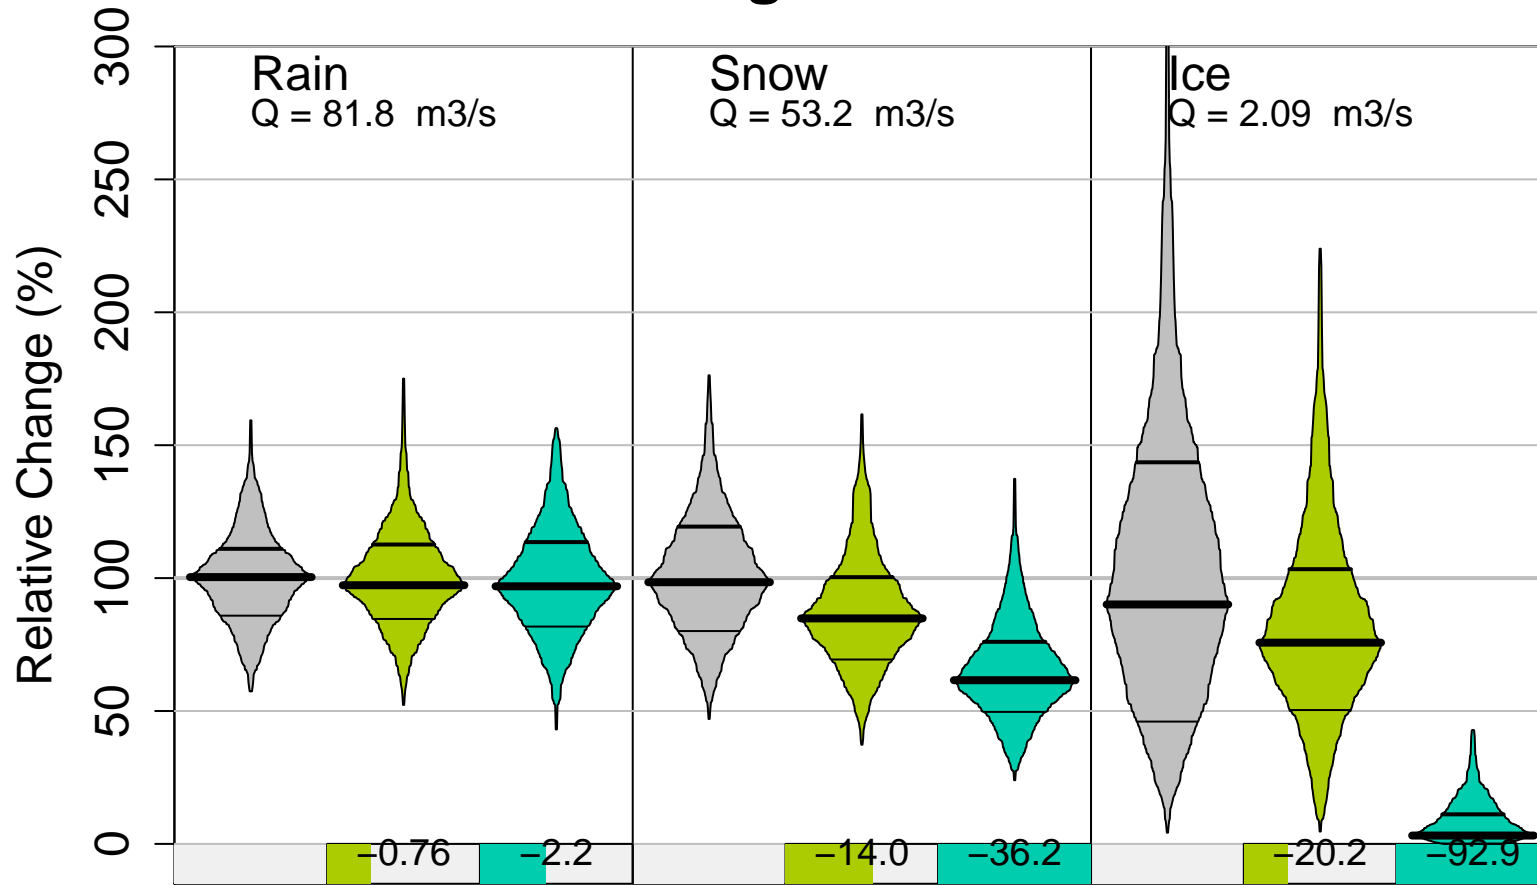 g
300
250
200
150
100
50
0
Relative Change (%)
Rain
Q = 81.8 m3/s
Snow
Q = 53.2 m3/s
Ice
Q = 2.09 m3/s
−0.76
−2.2
−14.0
−36.2
−20.2
−92.9